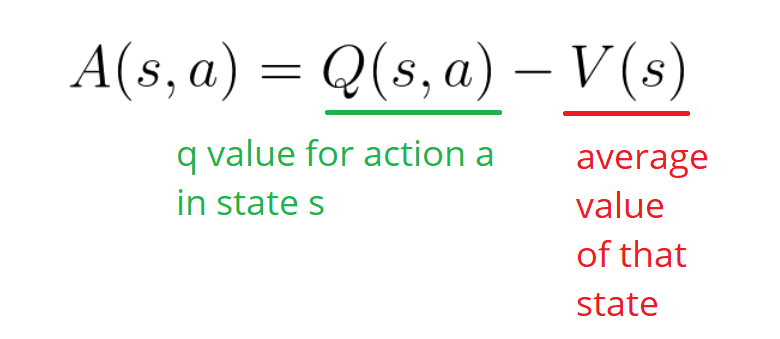 A(s, a) = Q(s, a) − V(s)
q value for action a
in state s
average
value
of that
state